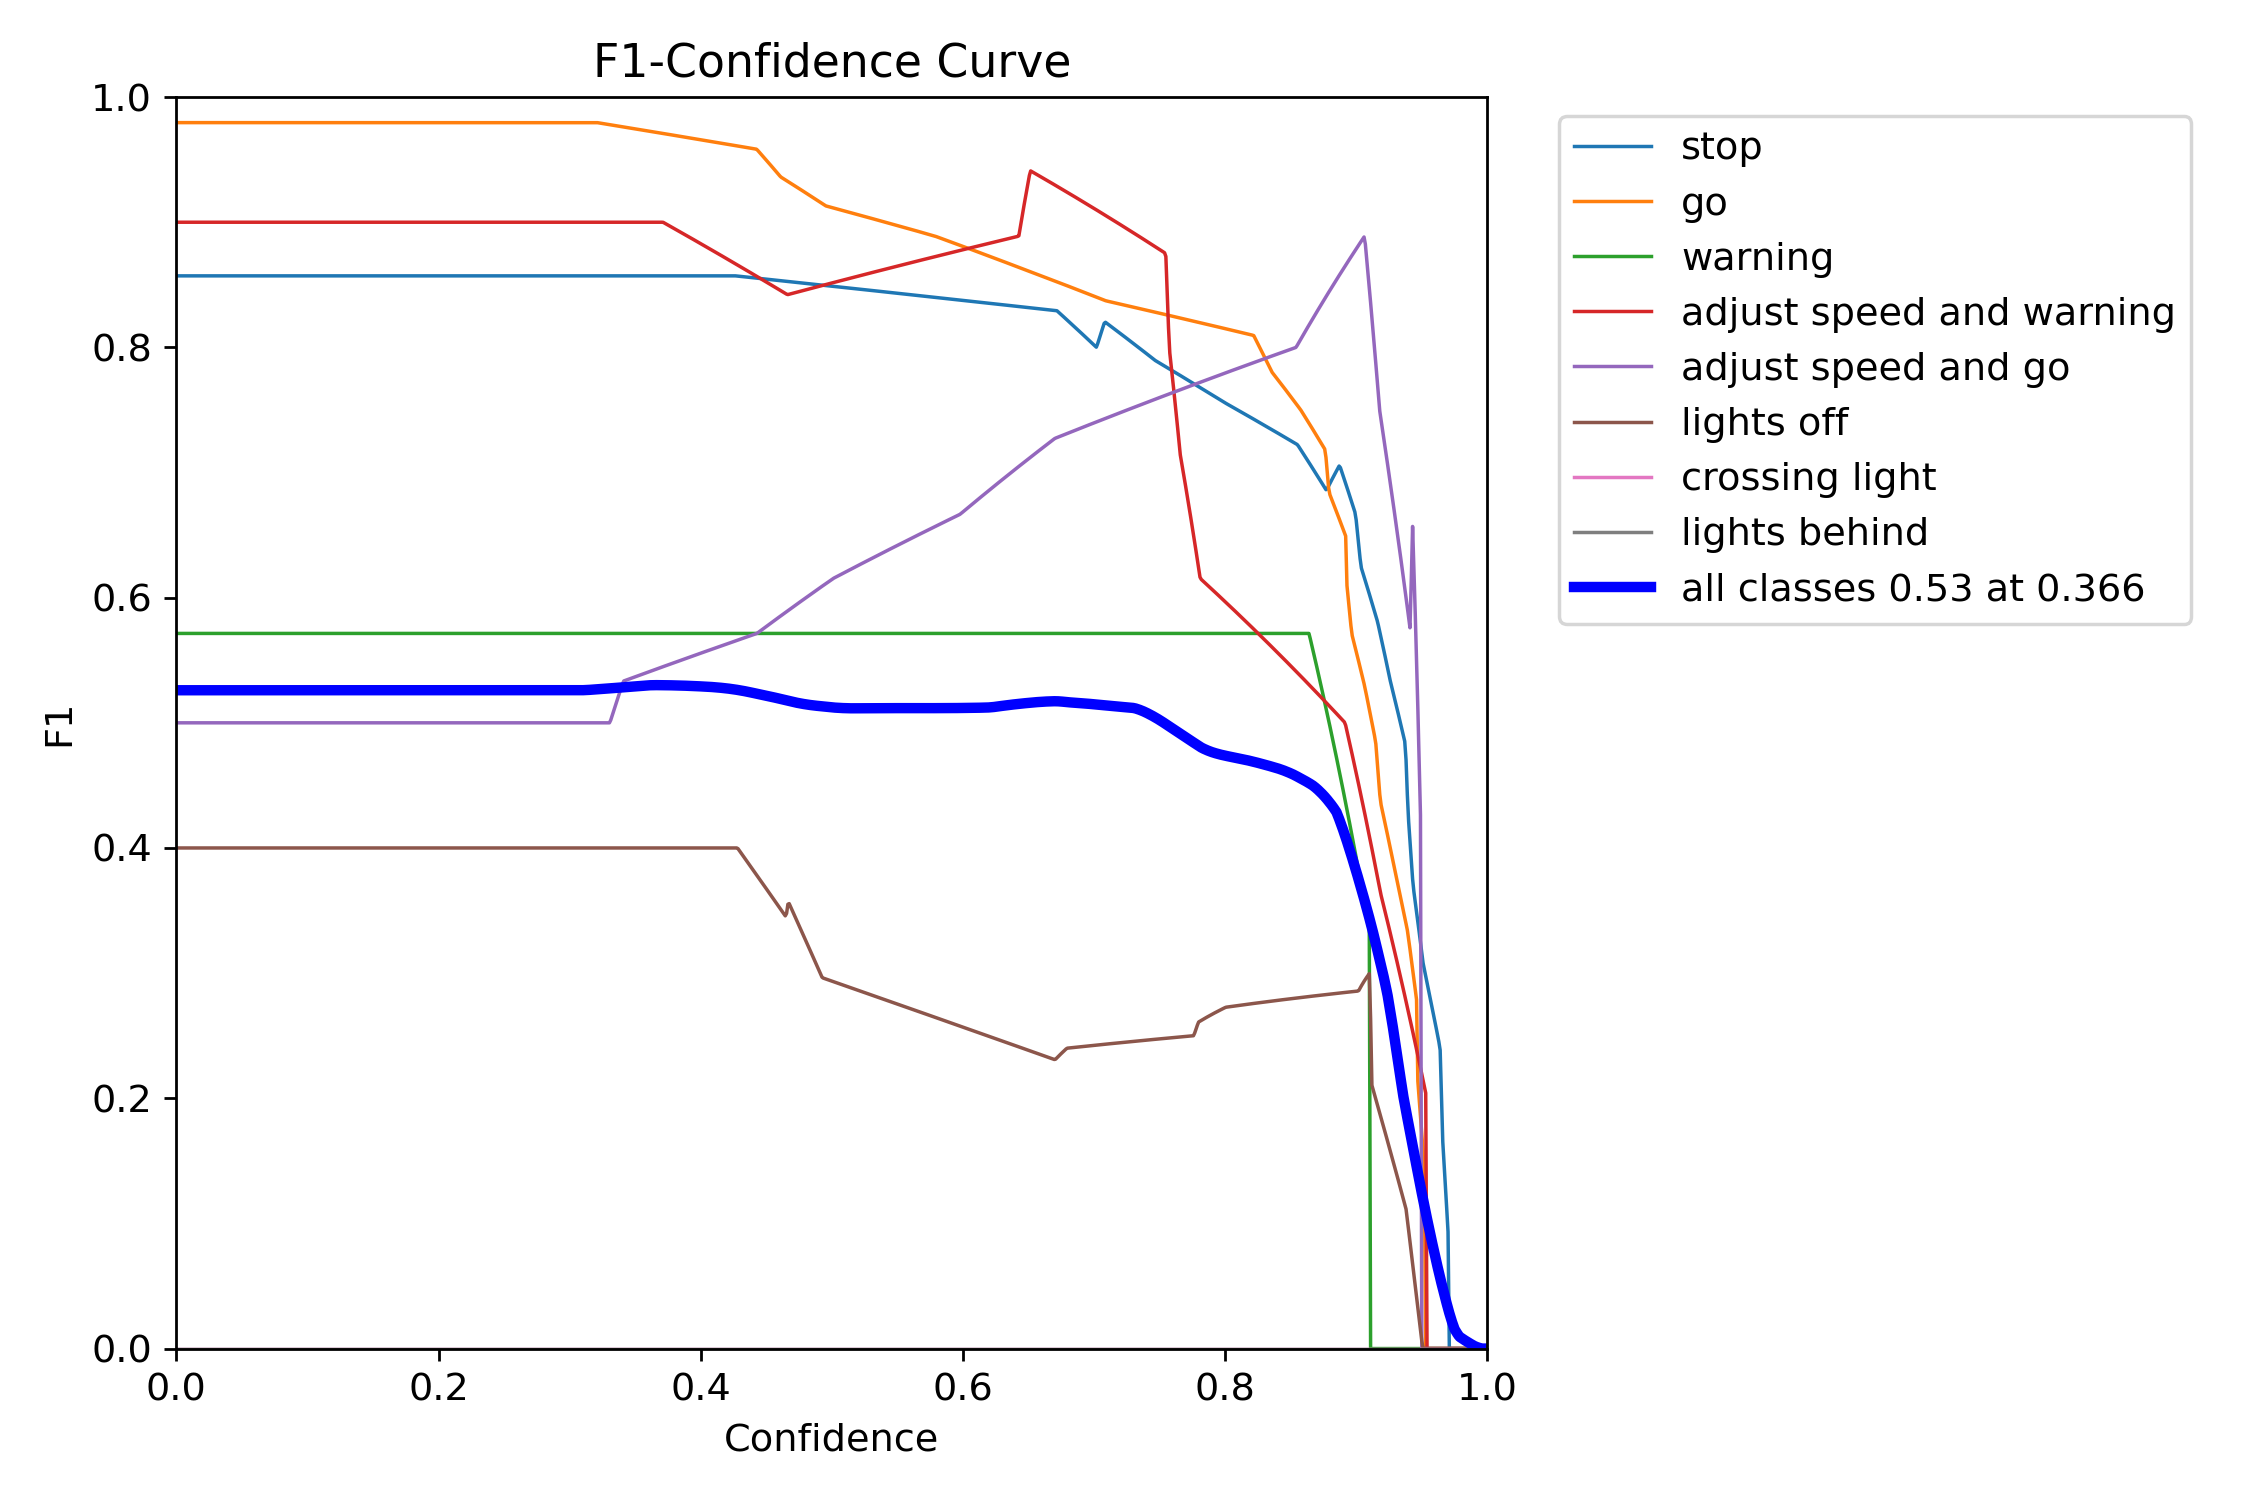 F1-Confidence Curve
1.0
0.8
0.6
0.4
0.2
0.0
F1
0.0 0.2 0.4 0.6 0.8 1.0
Confidence
stop
go
warning
adjust speed and warning
adjust speed and go
lights off
crossing light
lights behind
all classes 0.53 at 0.366